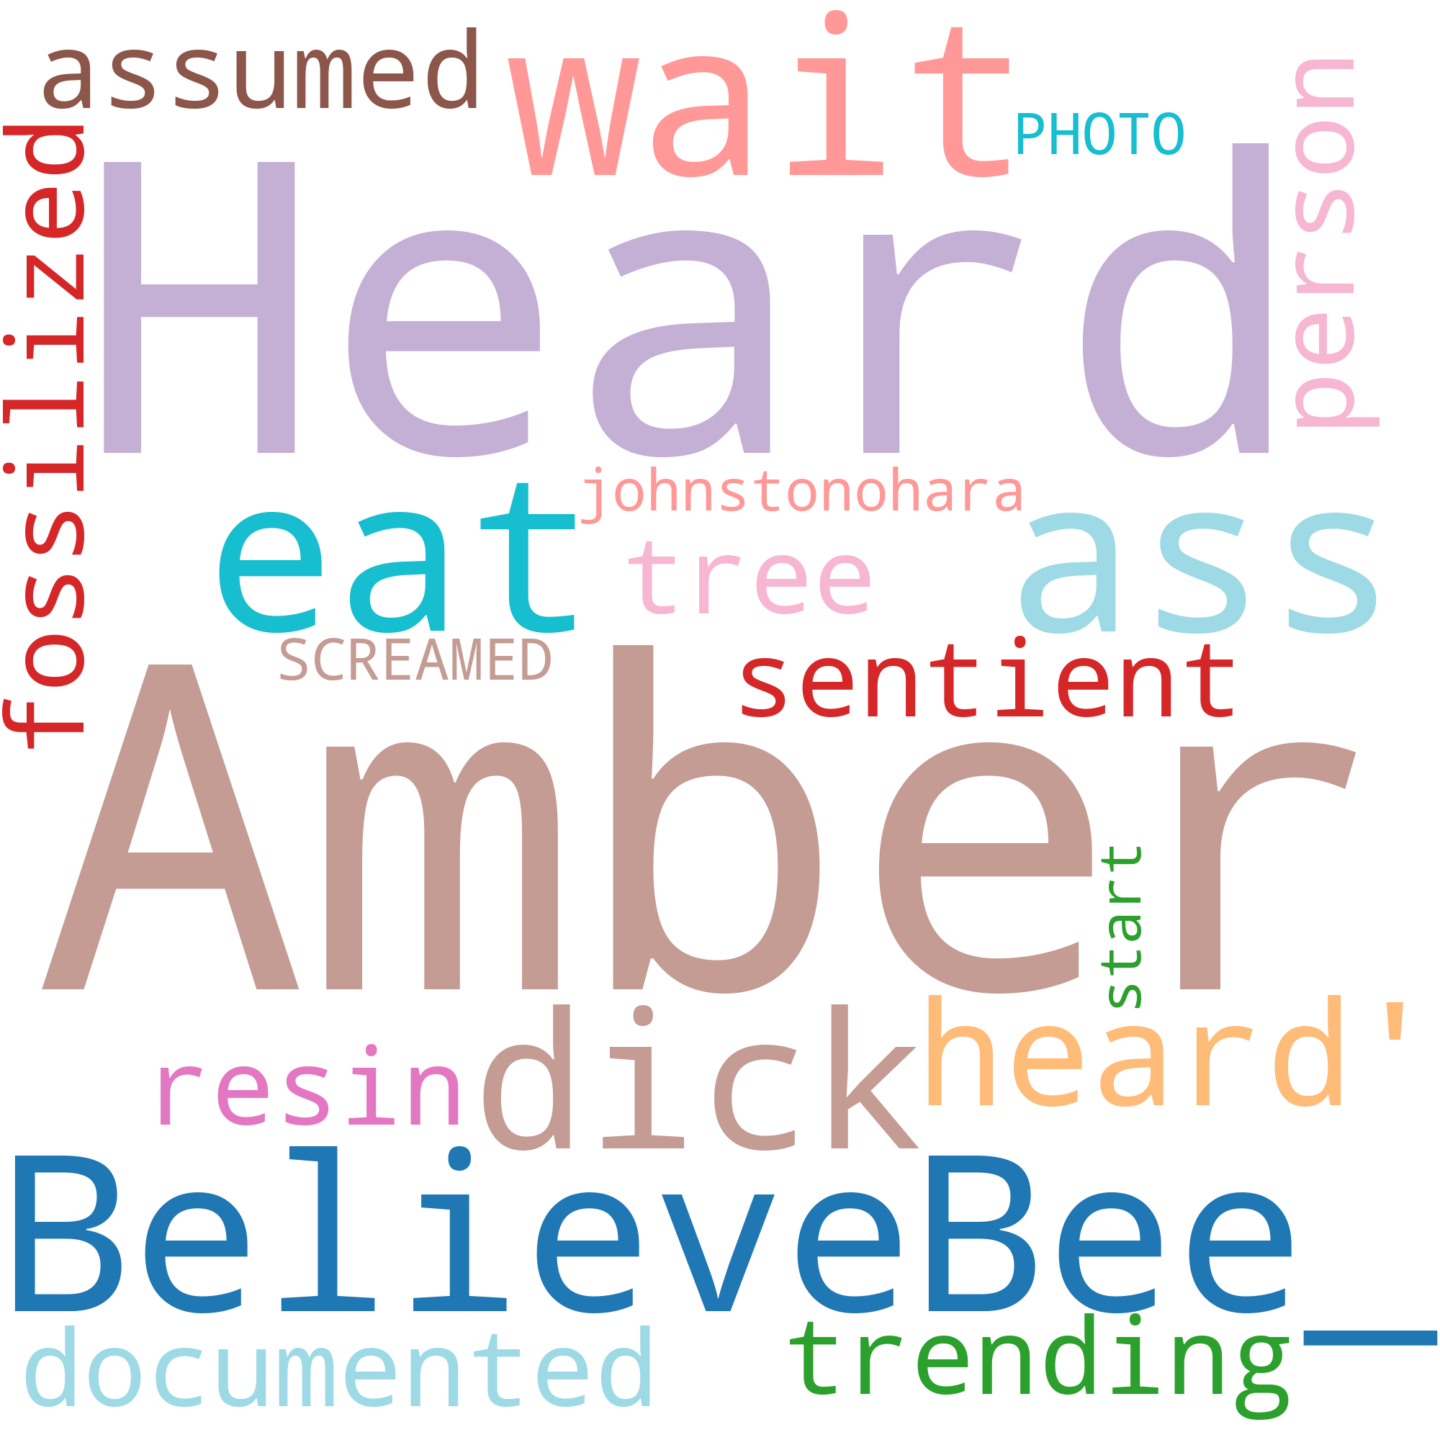 assumed
wait
PHOTO
person
fossilized
Heard
johnstonohara
eat
tree
ass
SCREAMED
sentient
Amber
start
dick
heard'
resin
BelieveBee_
documented
trending